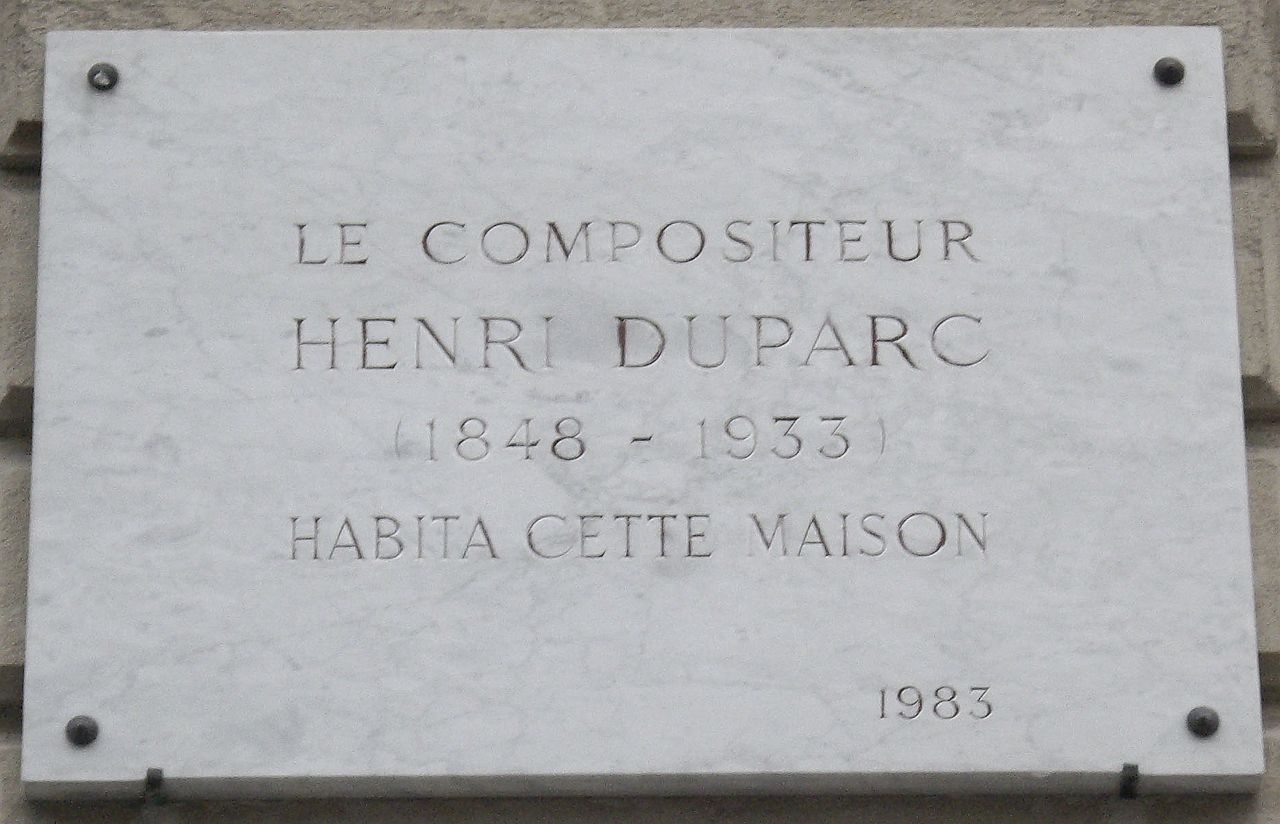 LE COMPOSITEUR
HENRI DUPARC
(1848 - 1933)
HABITA CETTE MAISON
1983